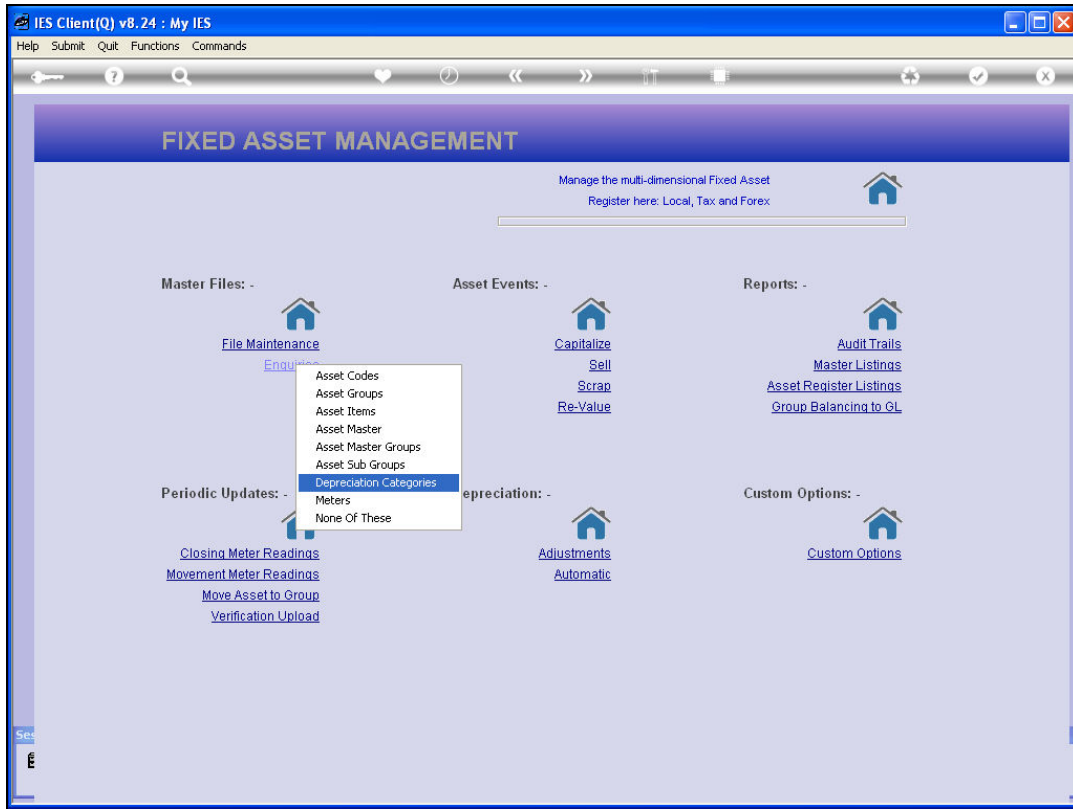 IES Client(Q) v8.24 : My IES
Help Submit Quit Functions Commands
FIXED ASSET MANAGEMENT
Manage the multi-dimensional Fixed Asset
Register here: Local, Tax and Forex
Master Files: -
File Maintenance
Asset Codes
Asset Groups
Asset Items
Asset Master
Asset Master Groups
Asset Sub Groups
Depreciation Categories
Meters
None Of These
Asset Events: -
Capitalize
Sell
Scrap
Re-Value
Reports: -
Audit Trails
Master Listings
Asset Register Listings
Group Balancing to GL
Periodic Updates: -
Closing Meter Readings
Movement Meter Readings
Move Asset to Group
Verification Upload
epreciation: -
Adjustments
Automatic
Custom Options: -
Custom Options
Ses